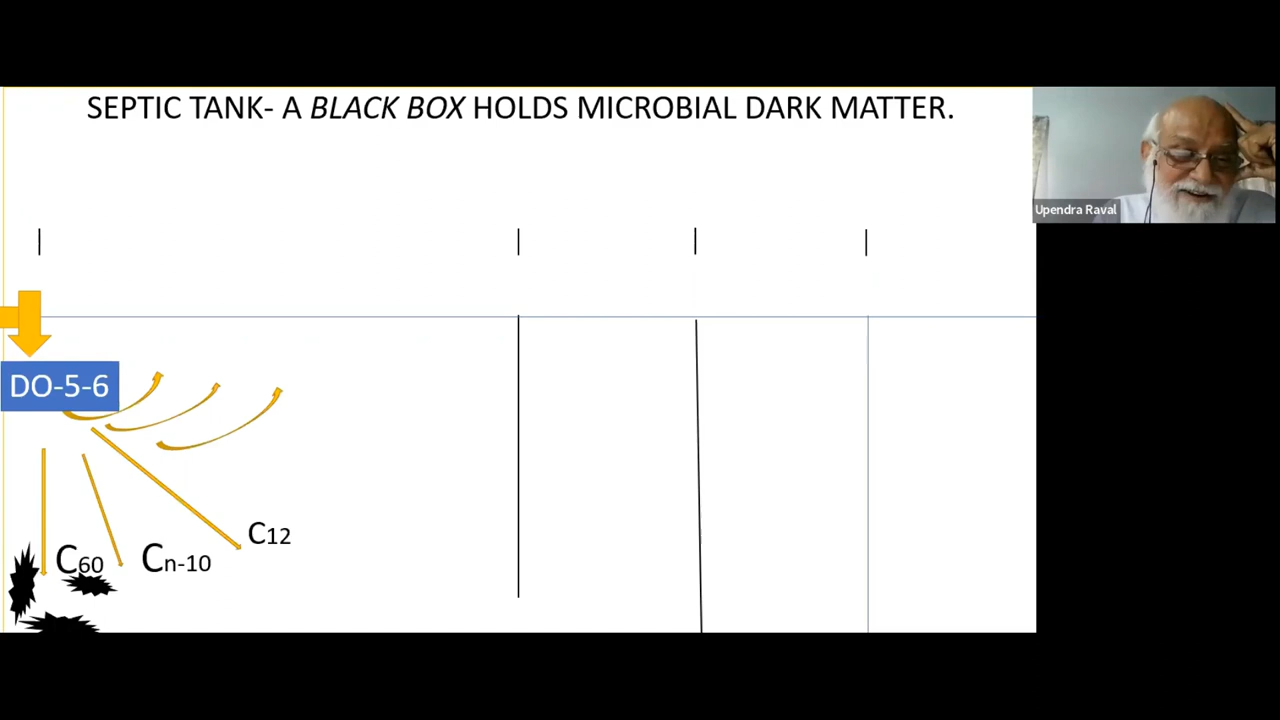 SEPTIC TANK- A BLACK BOX HOLDS MICROBIAL DARK MATTER.
Upendra Raval
DO-5-6
C12
C60
Cn-10